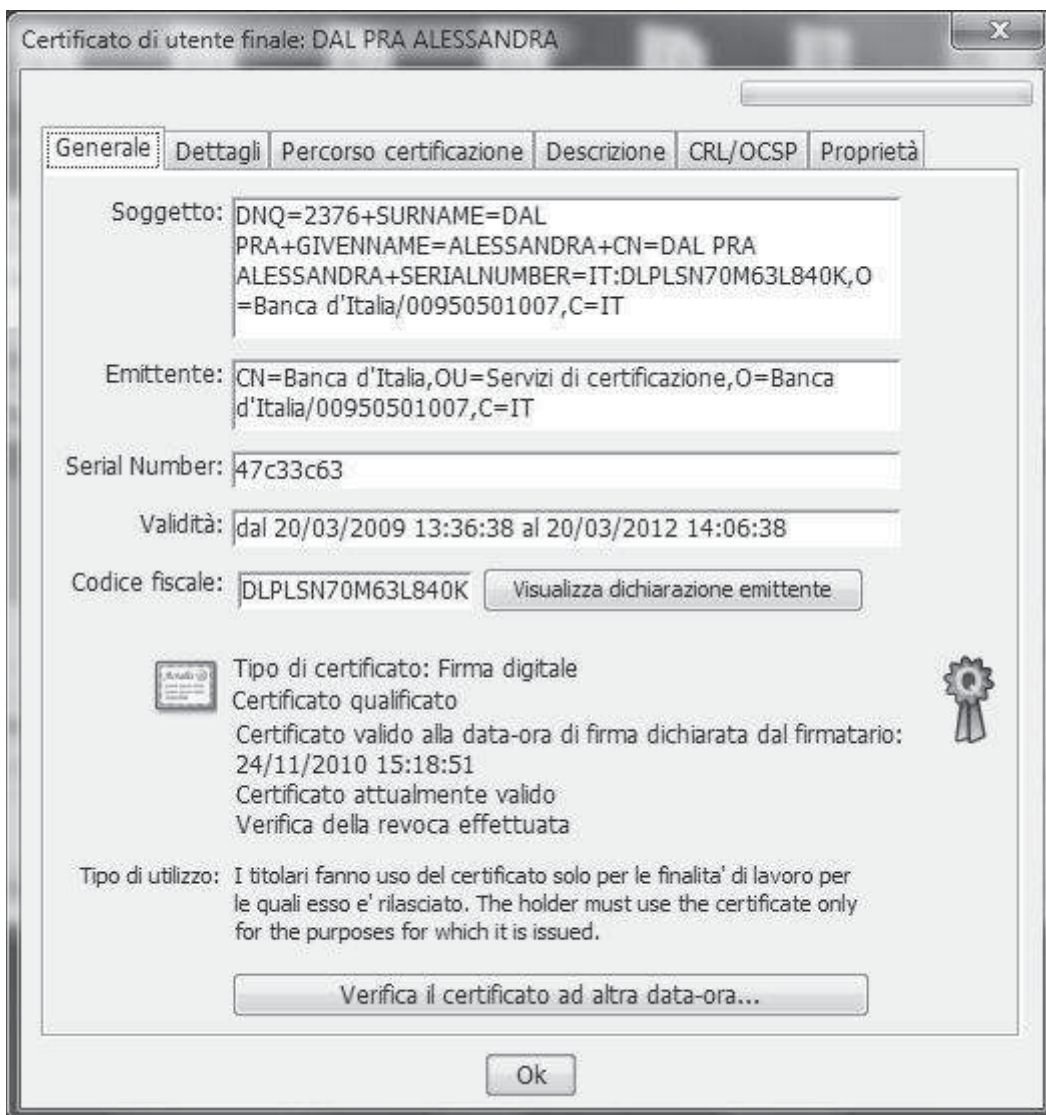 Certificato di utente finale: DAL PRA ALESSANDRA
Generale Dettagli Percorso certificazione Descrizione CRL/OCSP Proprietà
Soggetto: DNQ=2376+SURNAME=DAL
PRA+GIVENNAME=ALESSANDRA+CN=DAL PRA
ALESSANDRA+SERIALNUMBER=IT:DLPLSN70M63L840K,O
=Banca d'Italia/00950501007,C=IT
Emittente: CN=Banca d'Italia,OU=Servizi di certificazione,O=Banca
d'Italia/00950501007,C=IT
Serial Number: 47c33c63
Validità: dal 20/03/2009 13:36:38 al 20/03/2012 14:06:38
Codice fiscale: DLPLSN70M63L840K Visualizza dichiarazione emittente
Tipo di certificato: Firma digitale
Certificato qualificato
Certificato valido alla data-ora di firma dichiarata dal firmatario:
24/11/2010 15:18:51
Certificato attualmente valido
Verifica della revoca effettuata
Tipo di utilizzo: I titolari fanno uso del certificato solo per le finalita' di lavoro per
le quali esso e' rilasciato. The holder must use the certificate only
for the purposes for which it is issued.
Verifica il certificato ad altra data-ora...
Ok